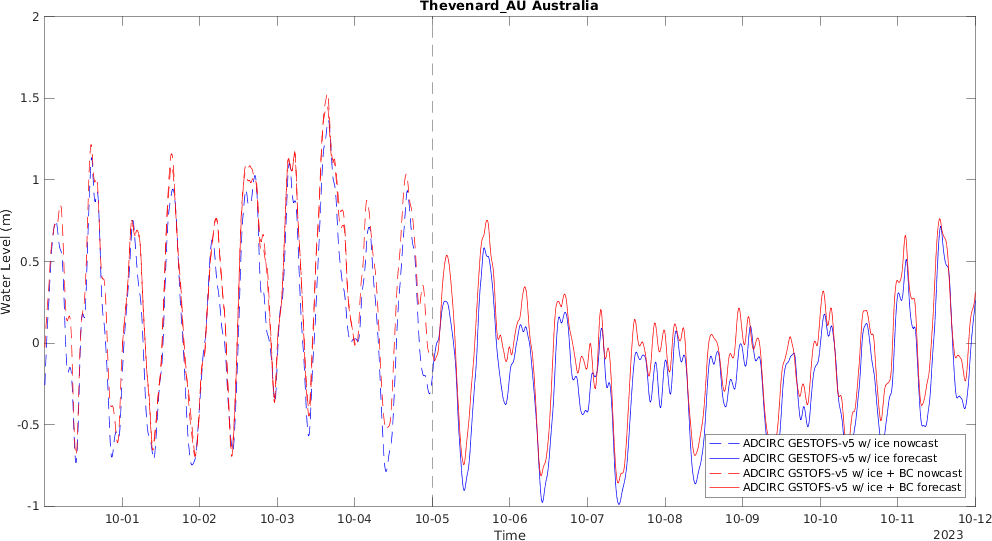 Thevenard_AU Australia
2
1.5
1
0.5
0
-0.5
-1
Water Level (m)
10-01 10-02 10-03 10-04 10-05 10-06 10-07 10-08 10-09 10-10 10-11 10-12
Time
2023
ADCIRC GESTOFS-v5 w/ ice nowcast
ADCIRC GESTOFS-v5 w/ ice forecast
ADCIRC GSTOFS-v5 w/ ice + BC nowcast
ADCIRC GSTOFS-v5 w/ ice + BC forecast